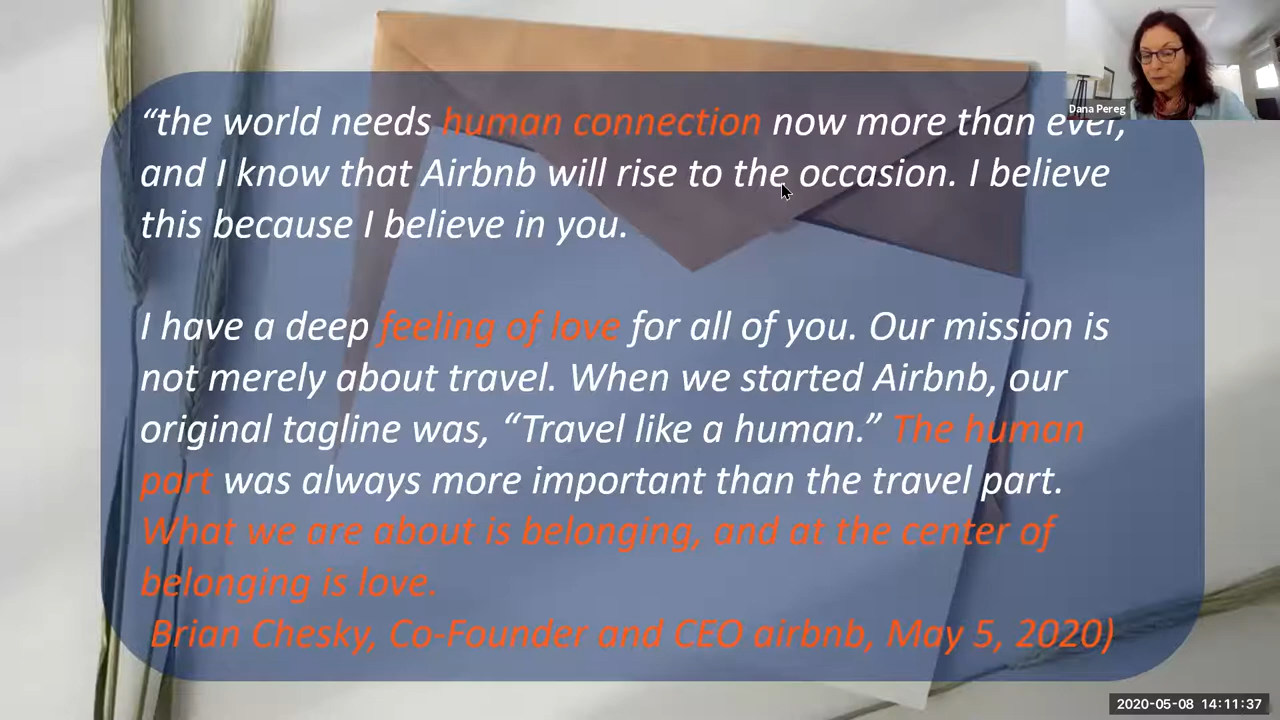 Dana Pereg
“the world needs human connection now more than ever,
and I know that Airbnb will rise to the occasion. I believe
this because I believe in you.
I have a deep feeling of love for all of you. Our mission is
not merely about travel. When we started Airbnb, our
original tagline was, “Travel like a human.” The human
part was always more important than the travel part.
What we are about is belonging, and at the center of
belonging is love.
Brian Chesky, Co-Founder and CEO airbnb, May 5, 2020)
2020-05-08 14:11:37